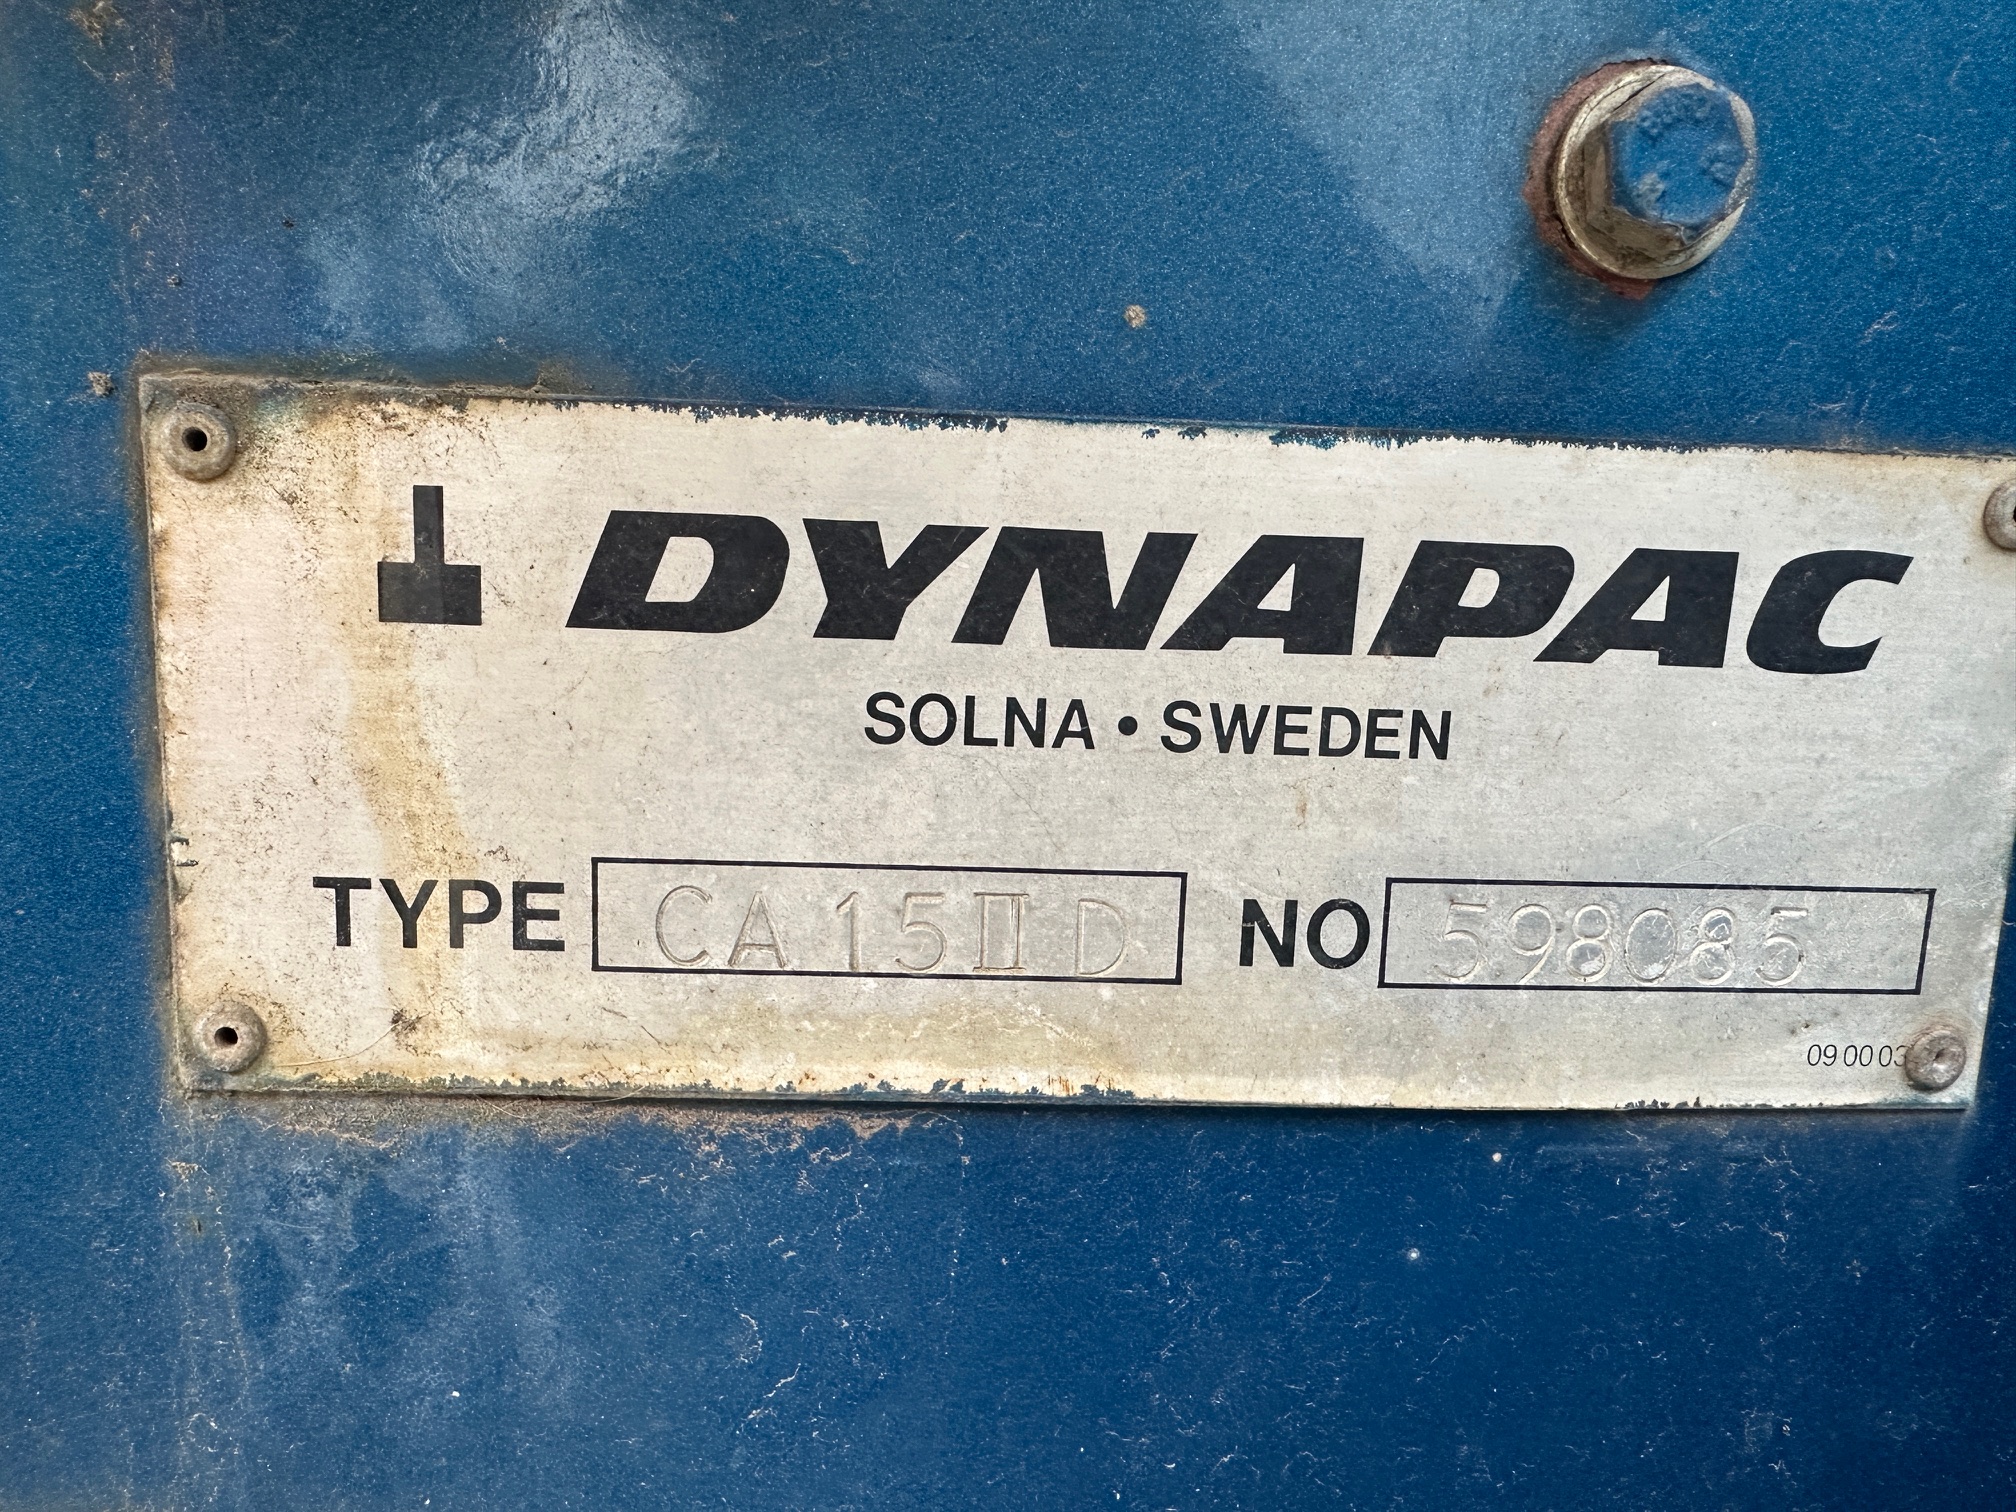 DYNAPAC
SOLNA • SWEDEN
TYPE CA 15 II D NO 598085
09 00 03